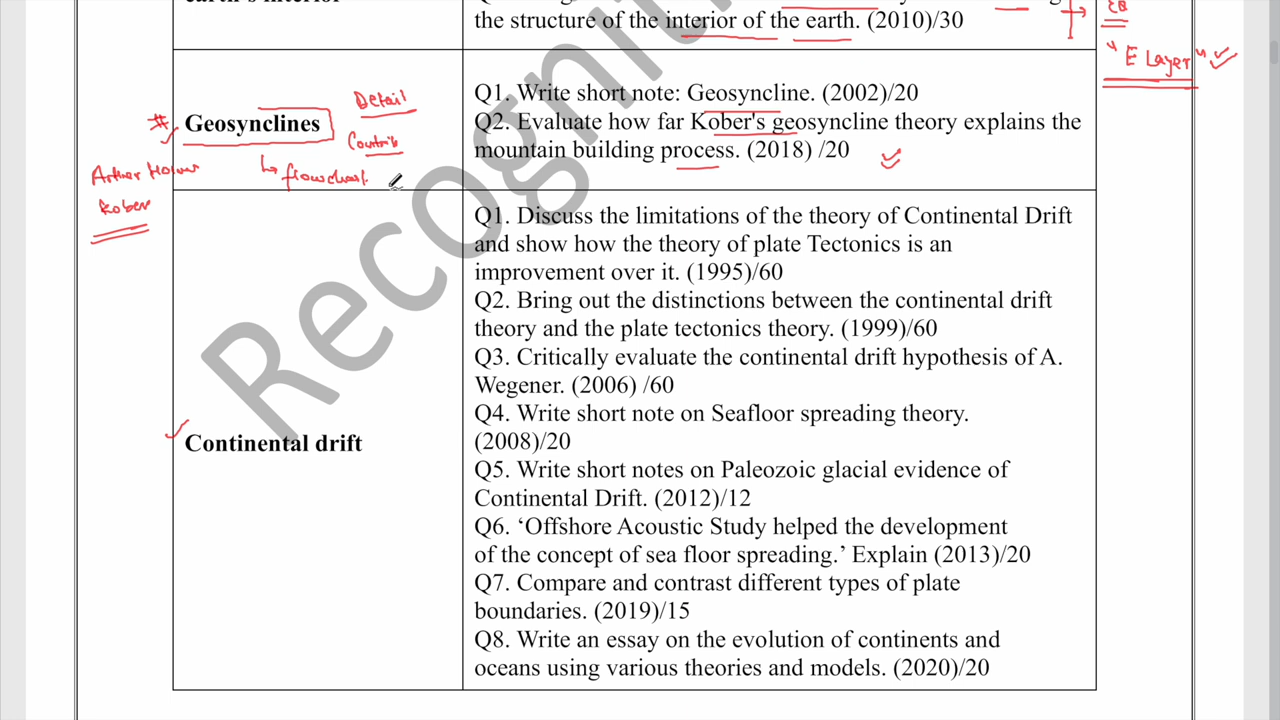 earth's interior
the structure of the interior of the earth. (2010)/30
EQ
"E Layer"
Geosynclines
Detail
Contrib
flowchart
Kober
Q1. Write short note: Geosyncline. (2002)/20
Q2. Evaluate how far Kober's geosyncline theory explains the
mountain building process. (2018) /20
Continental drift
Q1. Discuss the limitations of the theory of Continental Drift
and show how the theory of plate Tectonics is an
improvement over it. (1995)/60
Q2. Bring out the distinctions between the continental drift
theory and the plate tectonics theory. (1999)/60
Q3. Critically evaluate the continental drift hypothesis of A.
Wegener. (2006) /60
Q4. Write short note on Seafloor spreading theory.
(2008)/20
Q5. Write short notes on Paleozoic glacial evidence of
Continental Drift. (2012)/12
Q6. ‘Offshore Acoustic Study helped the development
of the concept of sea floor spreading.’ Explain (2013)/20
Q7. Compare and contrast different types of plate
boundaries. (2019)/15
Q8. Write an essay on the evolution of continents and
oceans using various theories and models. (2020)/20
Recognit